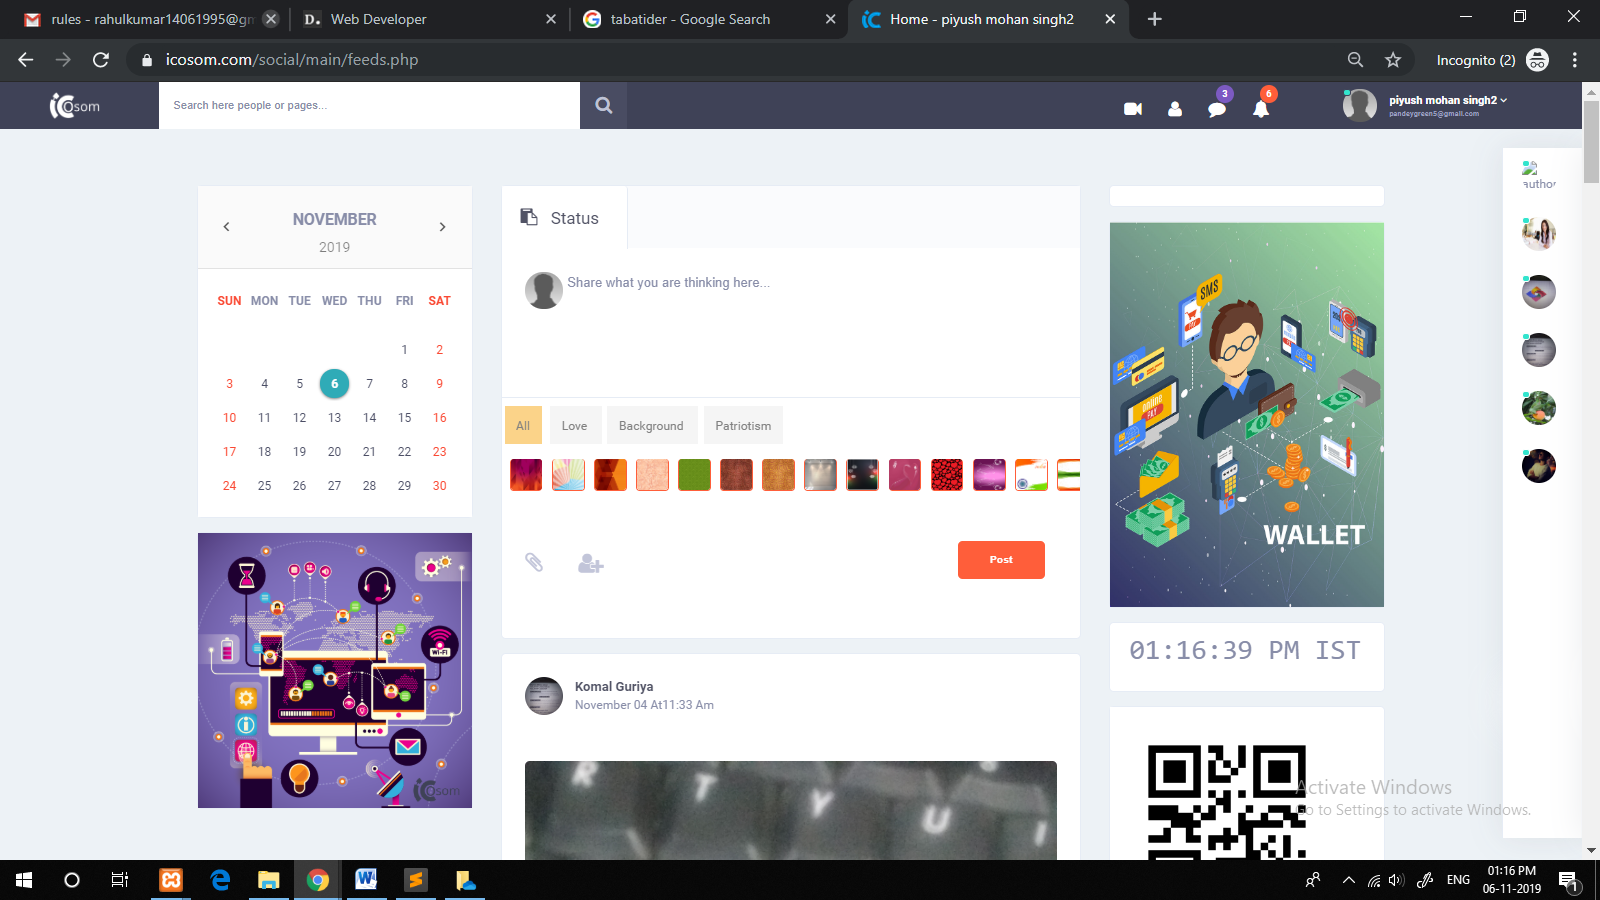 rules - rahulkumar14061995@gm
Web Developer
tabatider - Google Search
Home - piyush mohan singh2
icosom.com/social/main/feeds.php
Incognito (2)
iCosom
Search here people or pages...
3
6
piyush mohan singh2
pandeygreen5@gmail.com
author
NOVEMBER
2019
SUN MON TUE WED THU FRI SAT
1 2
3 4 5 6 7 8 9
10 11 12 13 14 15 16
17 18 19 20 21 22 23
24 25 26 27 28 29 30
WI-FI
iCosom
Status
Share what you are thinking here...
All Love Background Patriotism
Post
Komal Guriya
November 04 At11:33 Am
R T Y U I
SMS
PAY
ONLINE
PAY
WALLET
01:16:39 PM IST
Activate Windows
Go to Settings to activate Windows.
ENG
01:16 PM
06-11-2019
1